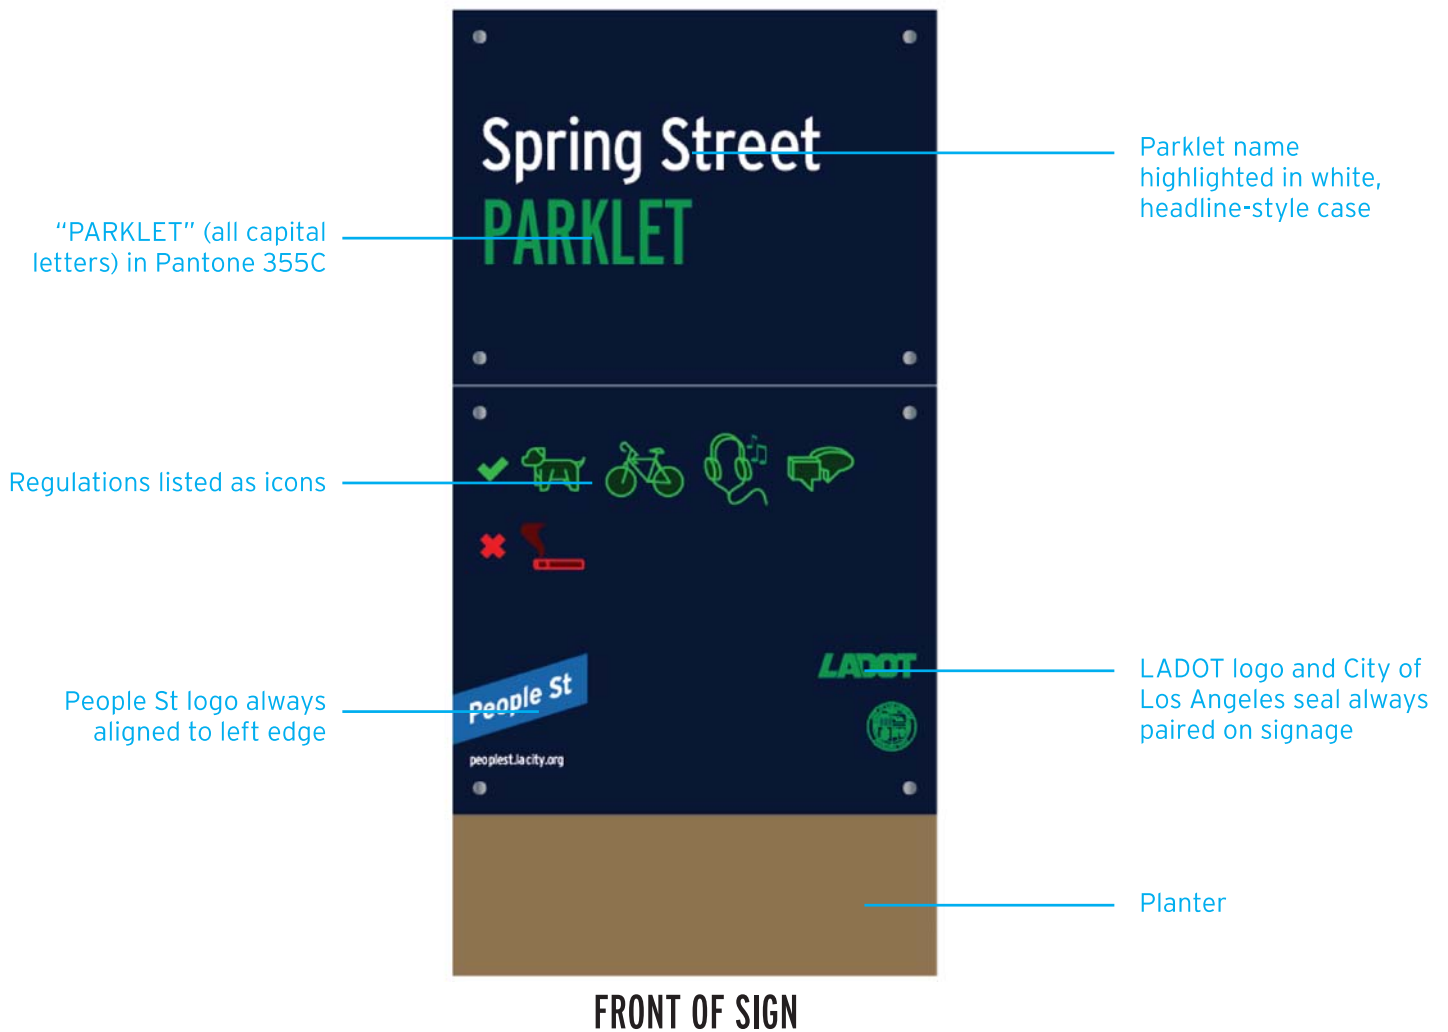 Spring Street
PARKLET
Parklet name
highlighted in white,
headline-style case
“PARKLET” (all capital
letters) in Pantone 355C
Regulations listed as icons
People St
peoplest.lacity.org
People St logo always
aligned to left edge
LADOT
LADOT logo and City of
Los Angeles seal always
paired on signage
Planter
FRONT OF SIGN